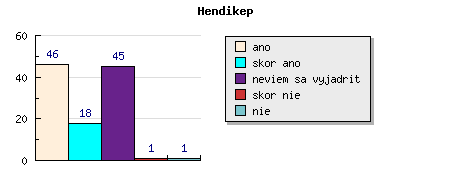 Hendikep
60
46
45
ano
skor ano
40
neviem sa vyjadrit
skor nie
20
18
nie
1
1
0